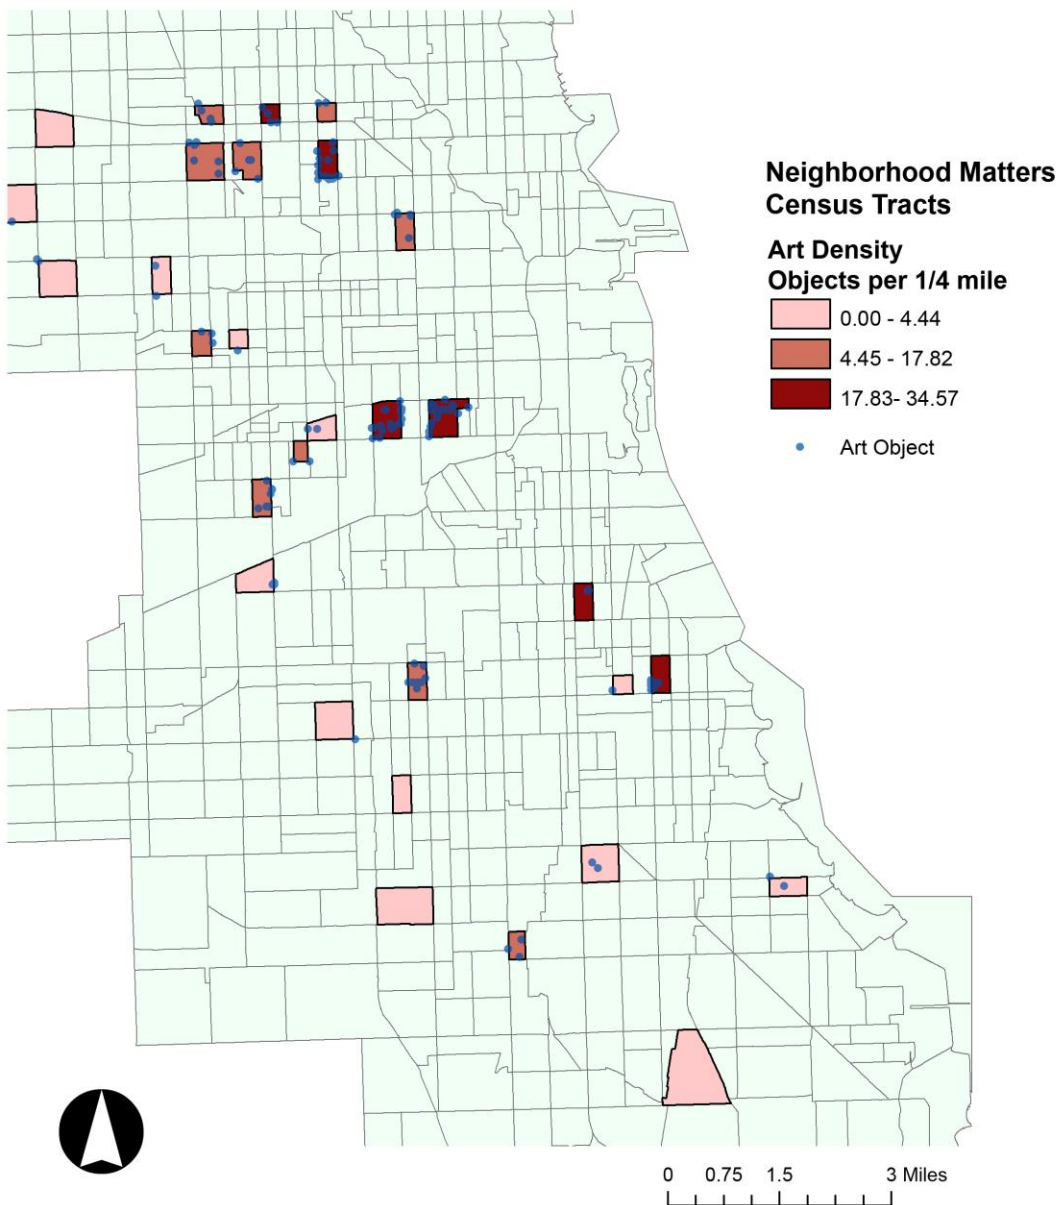 Neighborhood Matters
Census Tracts
Art Density
Objects per 1/4 mile
0.00 - 4.44
4.45 - 17.82
17.83- 34.57
Art Object
0 0.75 1.5 3 Miles